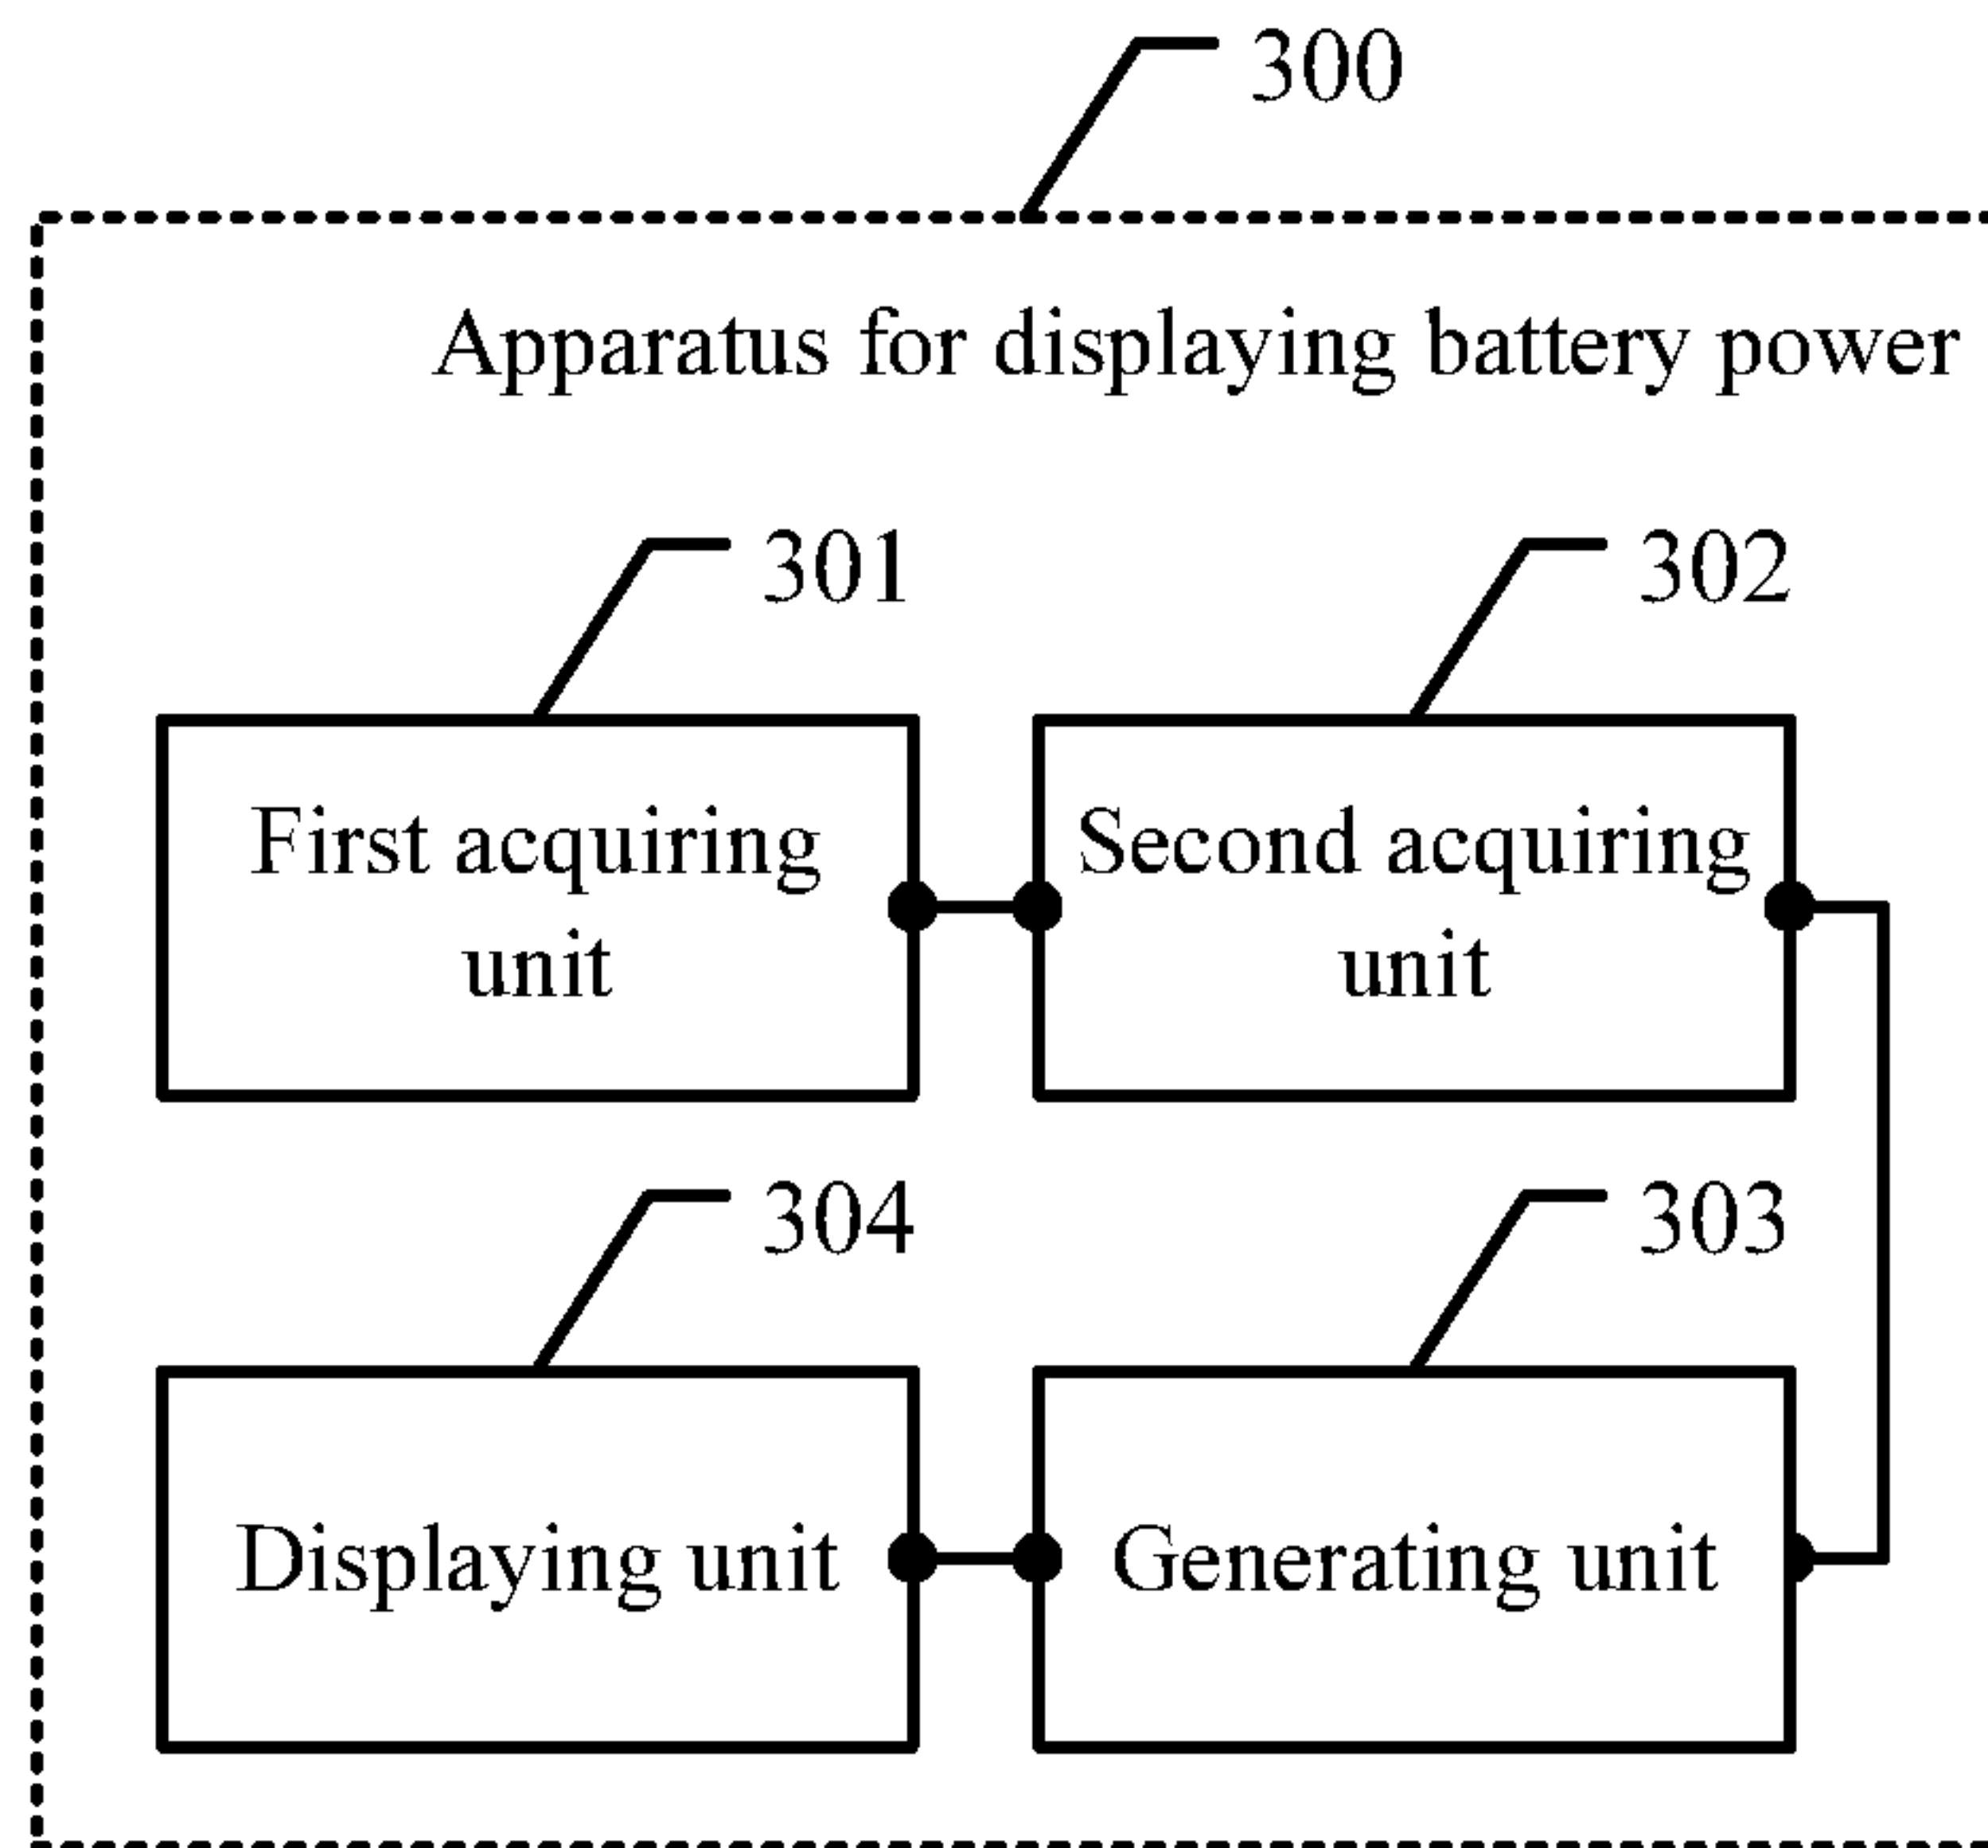 300
Apparatus for displaying battery power
301
302
First acquiring
unit
Second acquiring
unit
304
303
Displaying unit
Generating unit